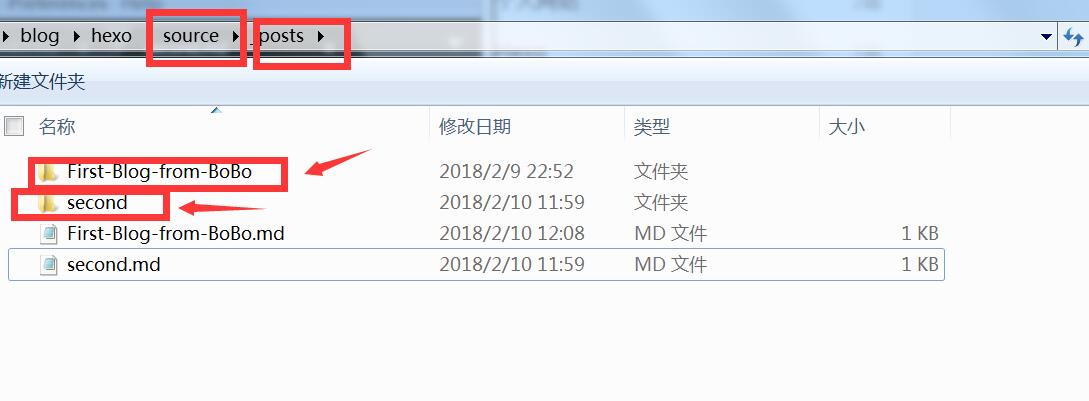 blog hexo source _posts
新建文件夹
名称 修改日期 类型 大小
First-Blog-from-BoBo 2018/2/9 22:52 文件夹
second 2018/2/10 11:59 文件夹
First-Blog-from-BoBo.md 2018/2/10 12:08 MD 文件 1 KB
second.md 2018/2/10 11:59 MD 文件 1 KB